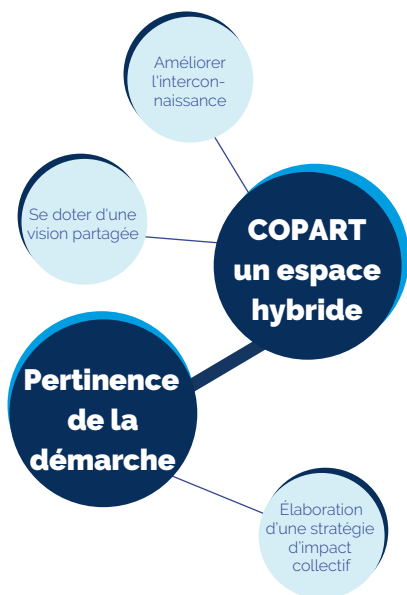 Améliorer
l'intercon-
naissance
Se doter d'une
vision partagée
COPART
un espace
hybride
Pertinence
de la
démarche
Élaboration
d'une stratégie
d'impact
collectif